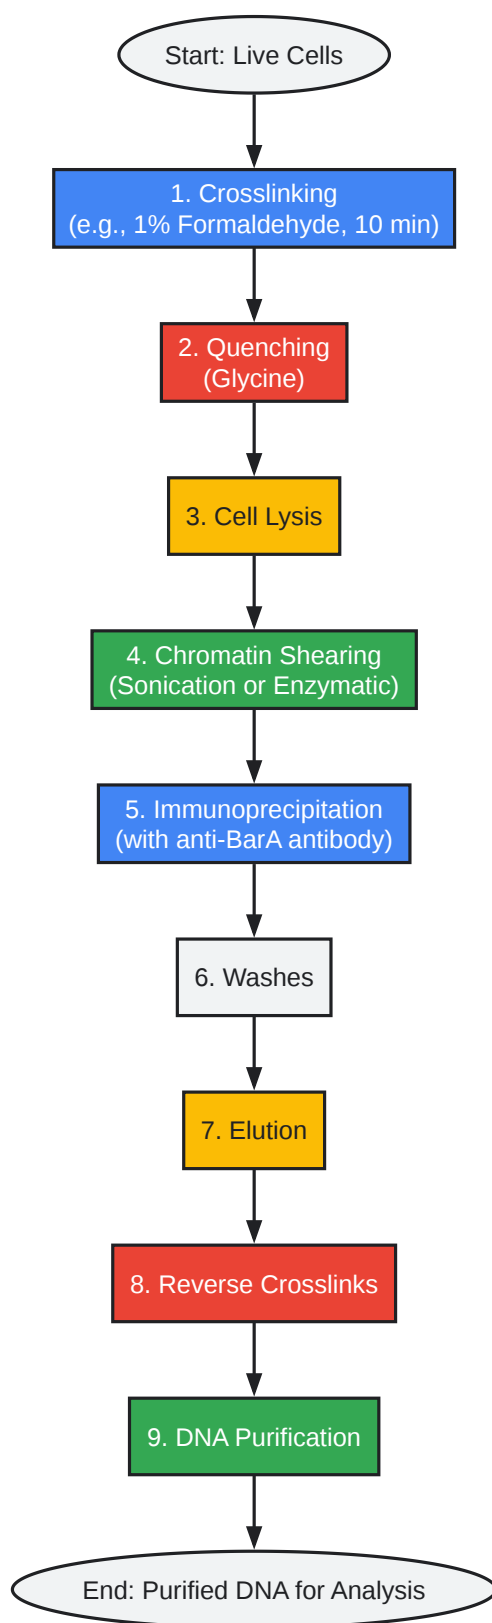 Start: Live Cells
1. Crosslinking
(e.g., 1% Formaldehyde, 10 min)
2. Quenching
(Glycine)
3. Cell Lysis
4. Chromatin Shearing
(Sonication or Enzymatic)
5. Immunoprecipitation
(with anti-BarA antibody)
6. Washes
7. Elution
8. Reverse Crosslinks
9. DNA Purification
End: Purified DNA for Analysis